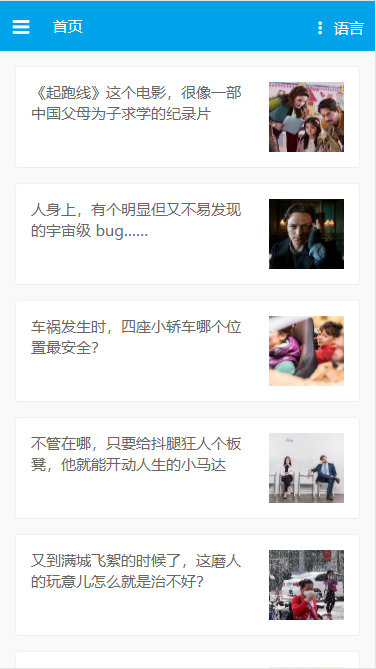 首页
语言
《起跑线》这个电影，很像一部
中国父母为子求学的纪录片
人身上，有个明显但又不易发现
的宇宙级 bug……
车祸发生时，四座小轿车哪个位
置最安全？
不管在哪，只要给抖腿狂人个板
凳，他就能开动人生的小马达
又到满城飞絮的时候了，这磨人
的玩意儿怎么就是治不好？